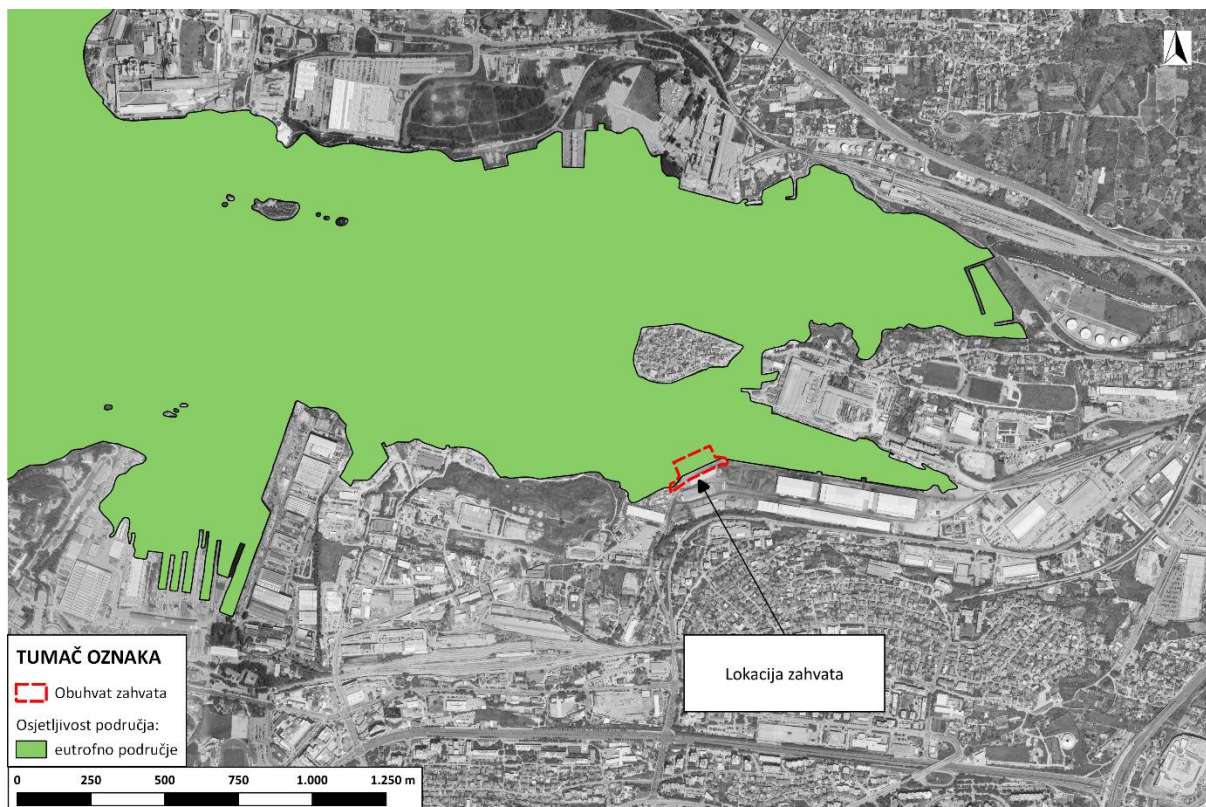 Lokacija zahvata
TUMAČ OZNAKA
Obuhvat zahvata
Osjetljivost područja:
eutrofno područje
0 250 500 750 1.000 1.250 m